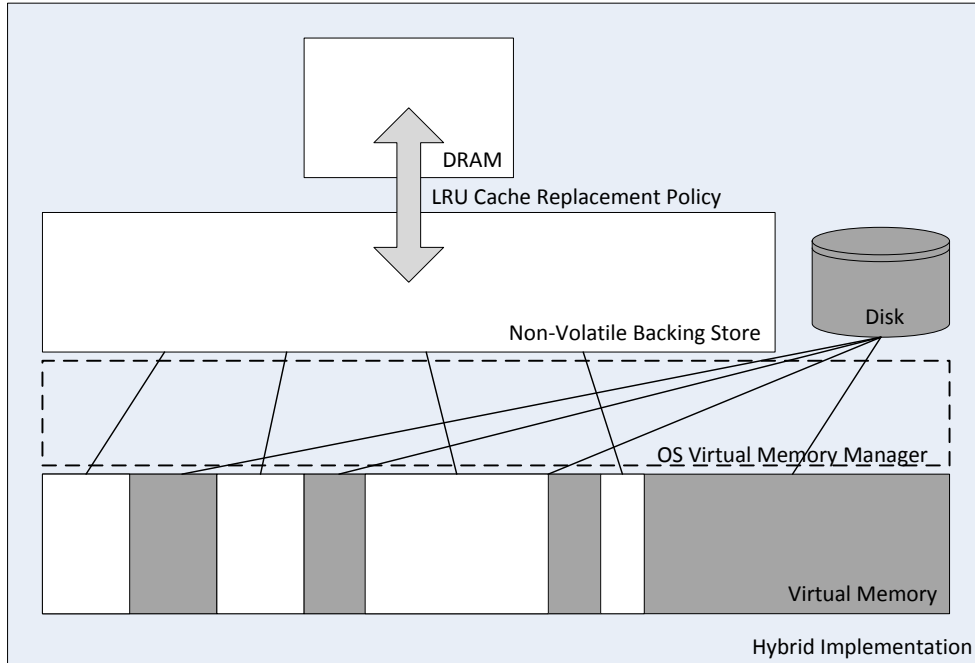 DRAM
LRU Cache Replacement Policy
Non-Volatile Backing Store
Disk
OS Virtual Memory Manager
Virtual Memory
Hybrid Implementation